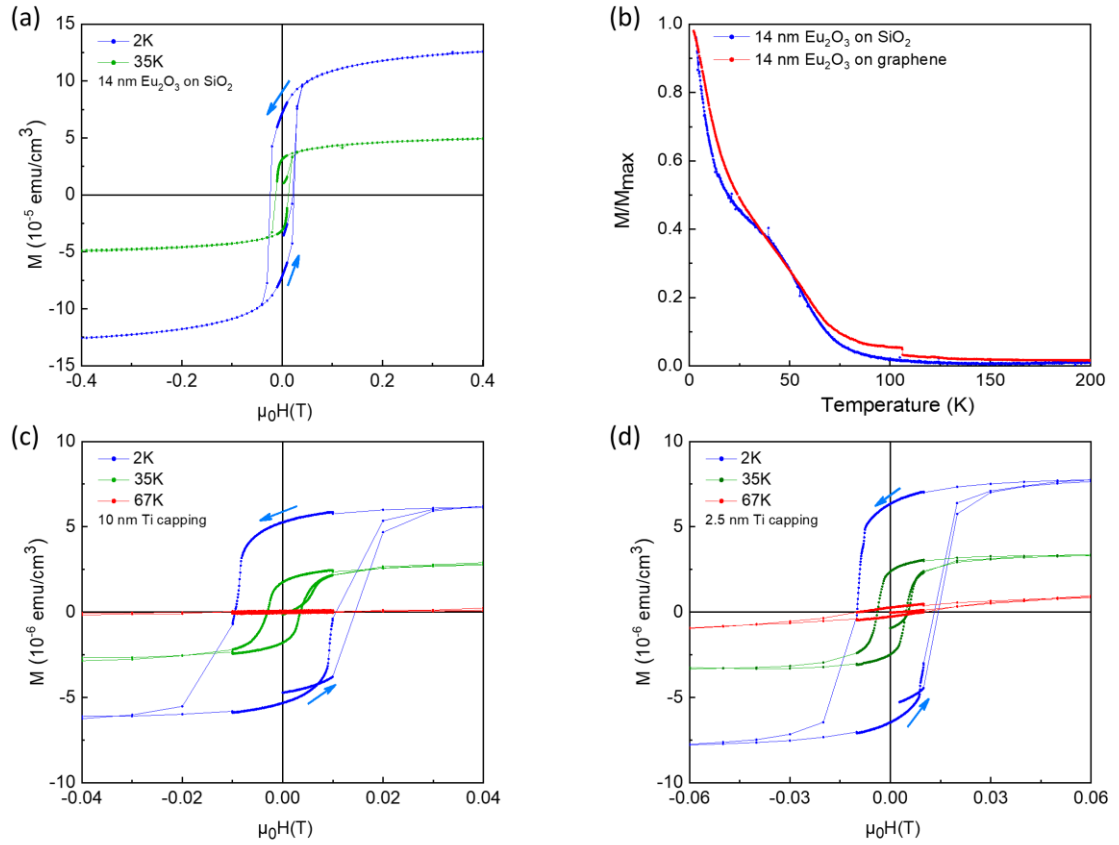 (a)
15
10
5
0
-5
-10
-15
M (10⁻⁵ emu/cm³)
2K
35K
14 nm Eu₂O₃ on SiO₂
-0.4 -0.2 0.0 0.2 0.4
μ₀H(T)
(b)
1.0
0.8
0.6
0.4
0.2
0.0
M/Mmax
14 nm Eu₂O₃ on SiO₂
14 nm Eu₂O₃ on graphene
0 50 100 150 200
Temperature (K)
(c)
10
5
0
-5
-10
M (10⁻⁶ emu/cm³)
2K
35K
67K
10 nm Ti capping
-0.04 -0.02 0.00 0.02 0.04
μ₀H(T)
(d)
10
5
0
-5
-10
M (10⁻⁶ emu/cm³)
2K
35K
67K
2.5 nm Ti capping
-0.06 -0.03 0.00 0.03 0.06
μ₀H(T)